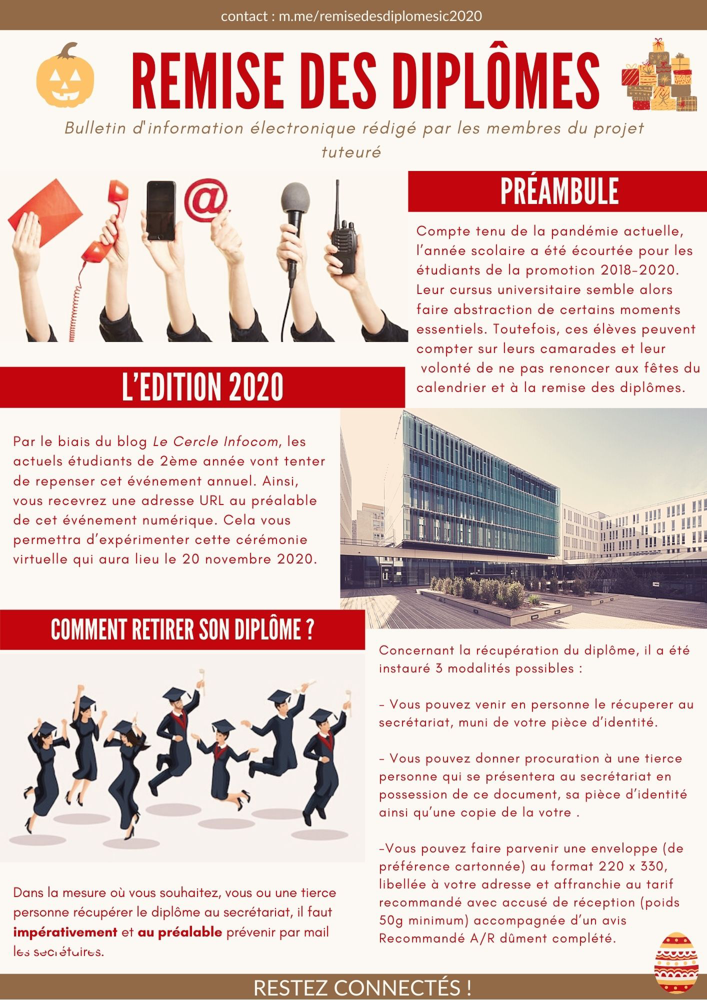 contact : m.me/remisedesdiplomesic2020
REMISE DES DIPLÔMES
Bulletin d'information électronique rédigé par les membres du projet
tuteuré
@
PRÉAMBULE
Compte tenu de la pandémie actuelle,
l’année scolaire a été écourtée pour les
étudiants de la promotion 2018-2020.
Leur cursus universitaire semble alors
faire abstraction de certains moments
essentiels. Toutefois, ces élèves peuvent
compter sur leurs camarades et leur
volonté de ne pas renoncer aux fêtes du
calendrier et à la remise des diplômes.
L’EDITION 2020
Par le biais du blog Le Cercle Infocom, les
actuels étudiants de 2ème année vont tenter
de repenser cet événement annuel. Ainsi,
vous recevrez une adresse URL au préalable
de cet événement numérique. Cela vous
permettra d’expérimenter cette cérémonie
virtuelle qui aura lieu le 20 novembre 2020.
COMMENT RETIRER SON DIPLÔME ?
Concernant la récupération du diplôme, il a été
instauré 3 modalités possibles :
- Vous pouvez venir en personne le récuperer au
secrétariat, muni de votre pièce d’identité.
- Vous pouvez donner procuration à une tierce
personne qui se présentera au secrétariat en
possession de ce document, sa pièce d’identité
ainsi qu’une copie de la votre .
-Vous pouvez faire parvenir une enveloppe (de
préférence cartonnée) au format 220 x 330,
libellée à votre adresse et affranchie au tarif
recommandé avec accusé de réception (poids
50g minimum) accompagnée d’un avis
Recommandé A/R dûment complété.
Dans la mesure où vous souhaitez, vous ou une tierce
personne récupérer le diplôme au secrétariat, il faut
impérativement et au préalable prévenir par mail
les secrétaires.
RESTEZ CONNECTÉS !